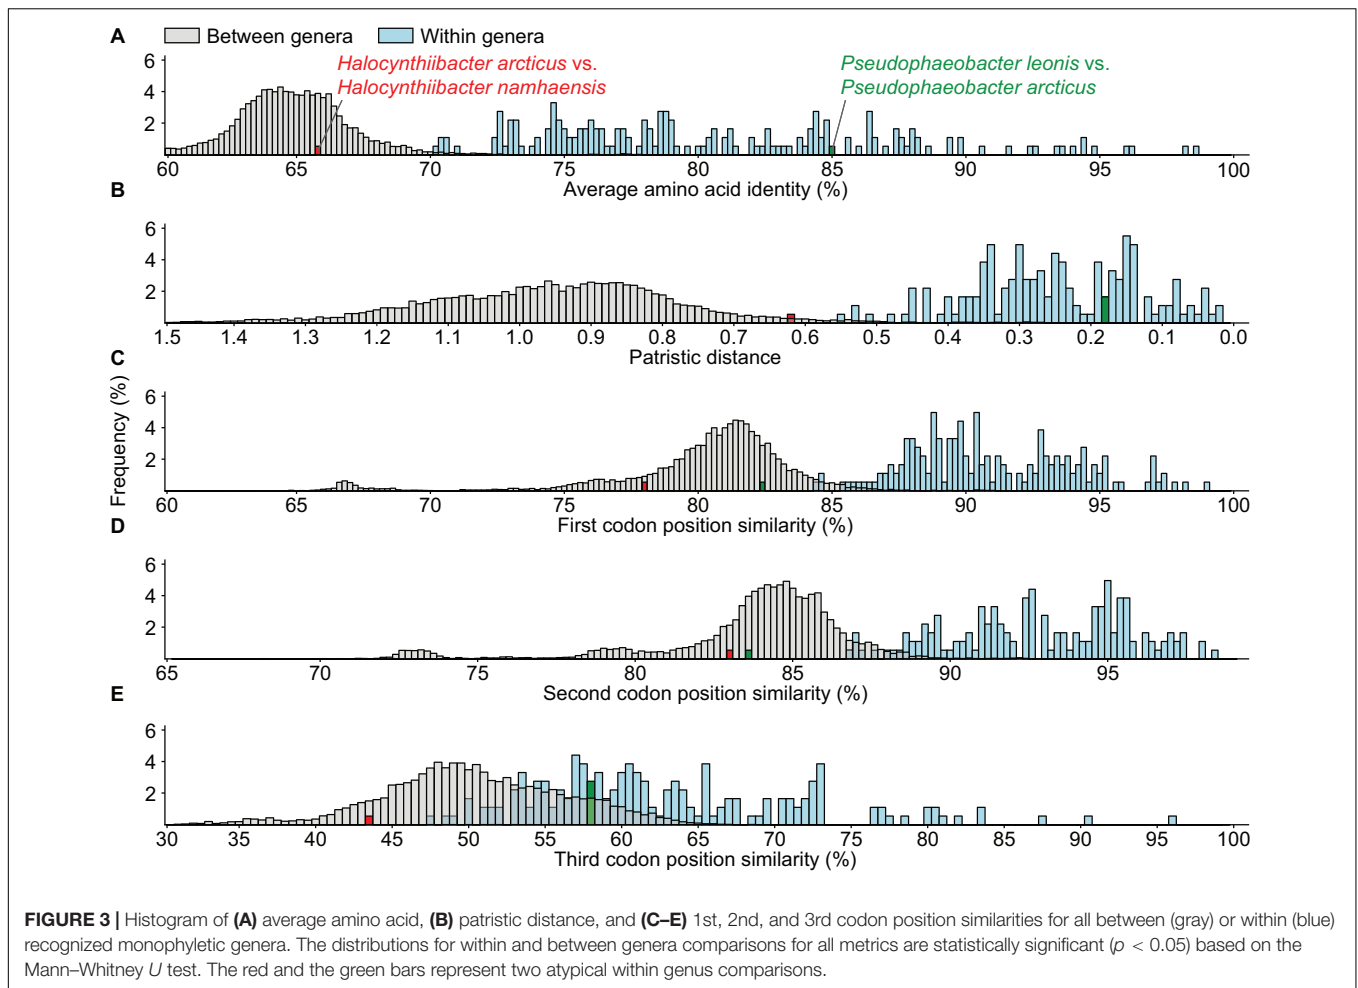 A
Between genera
Within genera
Halocynthiibacter arcticus vs.
Halocynthiibacter namhaensis
Pseudophaeobacter leonis vs.
Pseudophaeobacter arcticus
6
4
2
60 65 70 75 80 85 90 95 100
Average amino acid identity (%)
B
6
4
2
1.5 1.4 1.3 1.2 1.1 1.0 0.9 0.8 0.7 0.6 0.5 0.4 0.3 0.2 0.1 0.0
Patristic distance
C
Frequency (%)
6
4
2
60 65 70 75 80 85 90 95 100
First codon position similarity (%)
D
6
4
2
65 70 75 80 85 90 95
Second codon position similarity (%)
E
6
4
2
30 35 40 45 50 55 60 65 70 75 80 85 90 95 100
Third codon position similarity (%)
FIGURE 3 | Histogram of (A) average amino acid, (B) patristic distance, and (C–E) 1st, 2nd, and 3rd codon position similarities for all between (gray) or within (blue)
recognized monophyletic genera. The distributions for within and between genera comparisons for all metrics are statistically significant (p < 0.05) based on the
Mann–Whitney U test. The red and the green bars represent two atypical within genus comparisons.